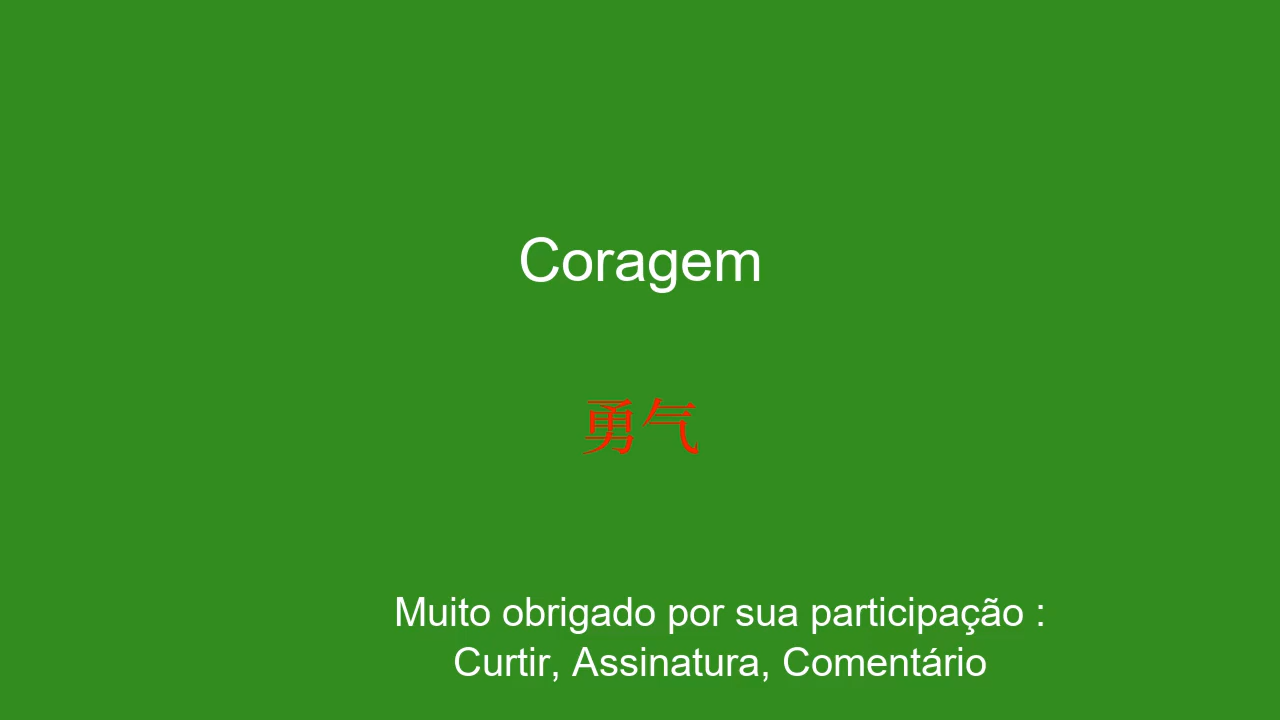 Coragem
勇气
Muito obrigado por sua participação :
Curtir, Assinatura, Comentário